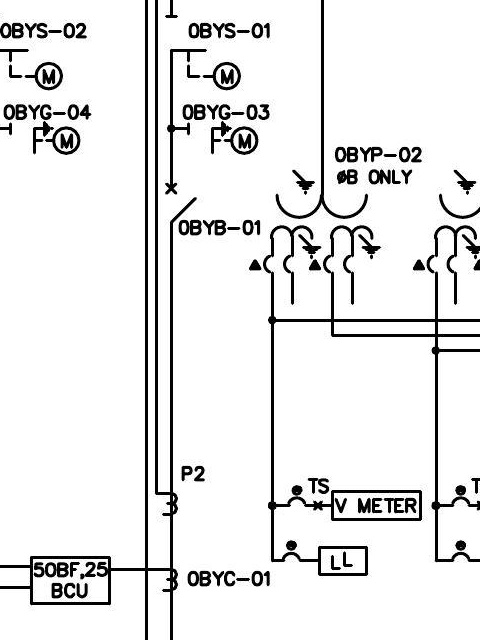 0BYS-02
0BYS-01
M
M
0BYG-04
0BYG-03
M
M
0BYP-02
ØB ONLY
0BYB-01
P2
TS
T
V METER
LL
50BF,25
BCU
0BYC-01